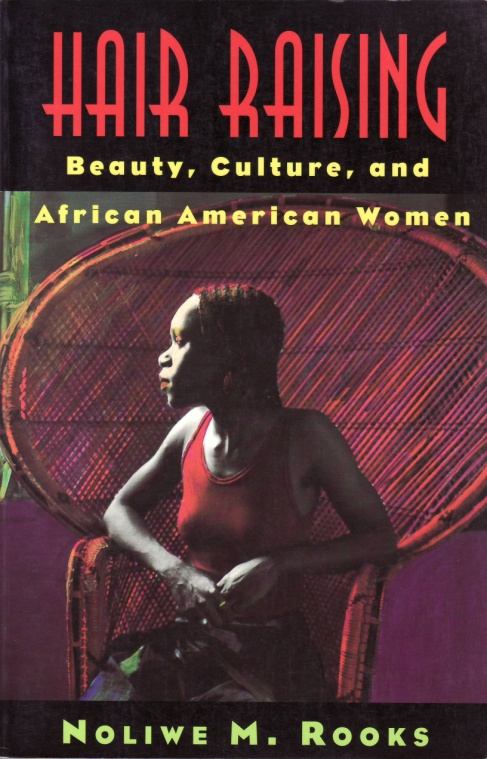 HAIR RAISING
Beauty, Culture, and
African American Women
NOLIWE M. ROOKS